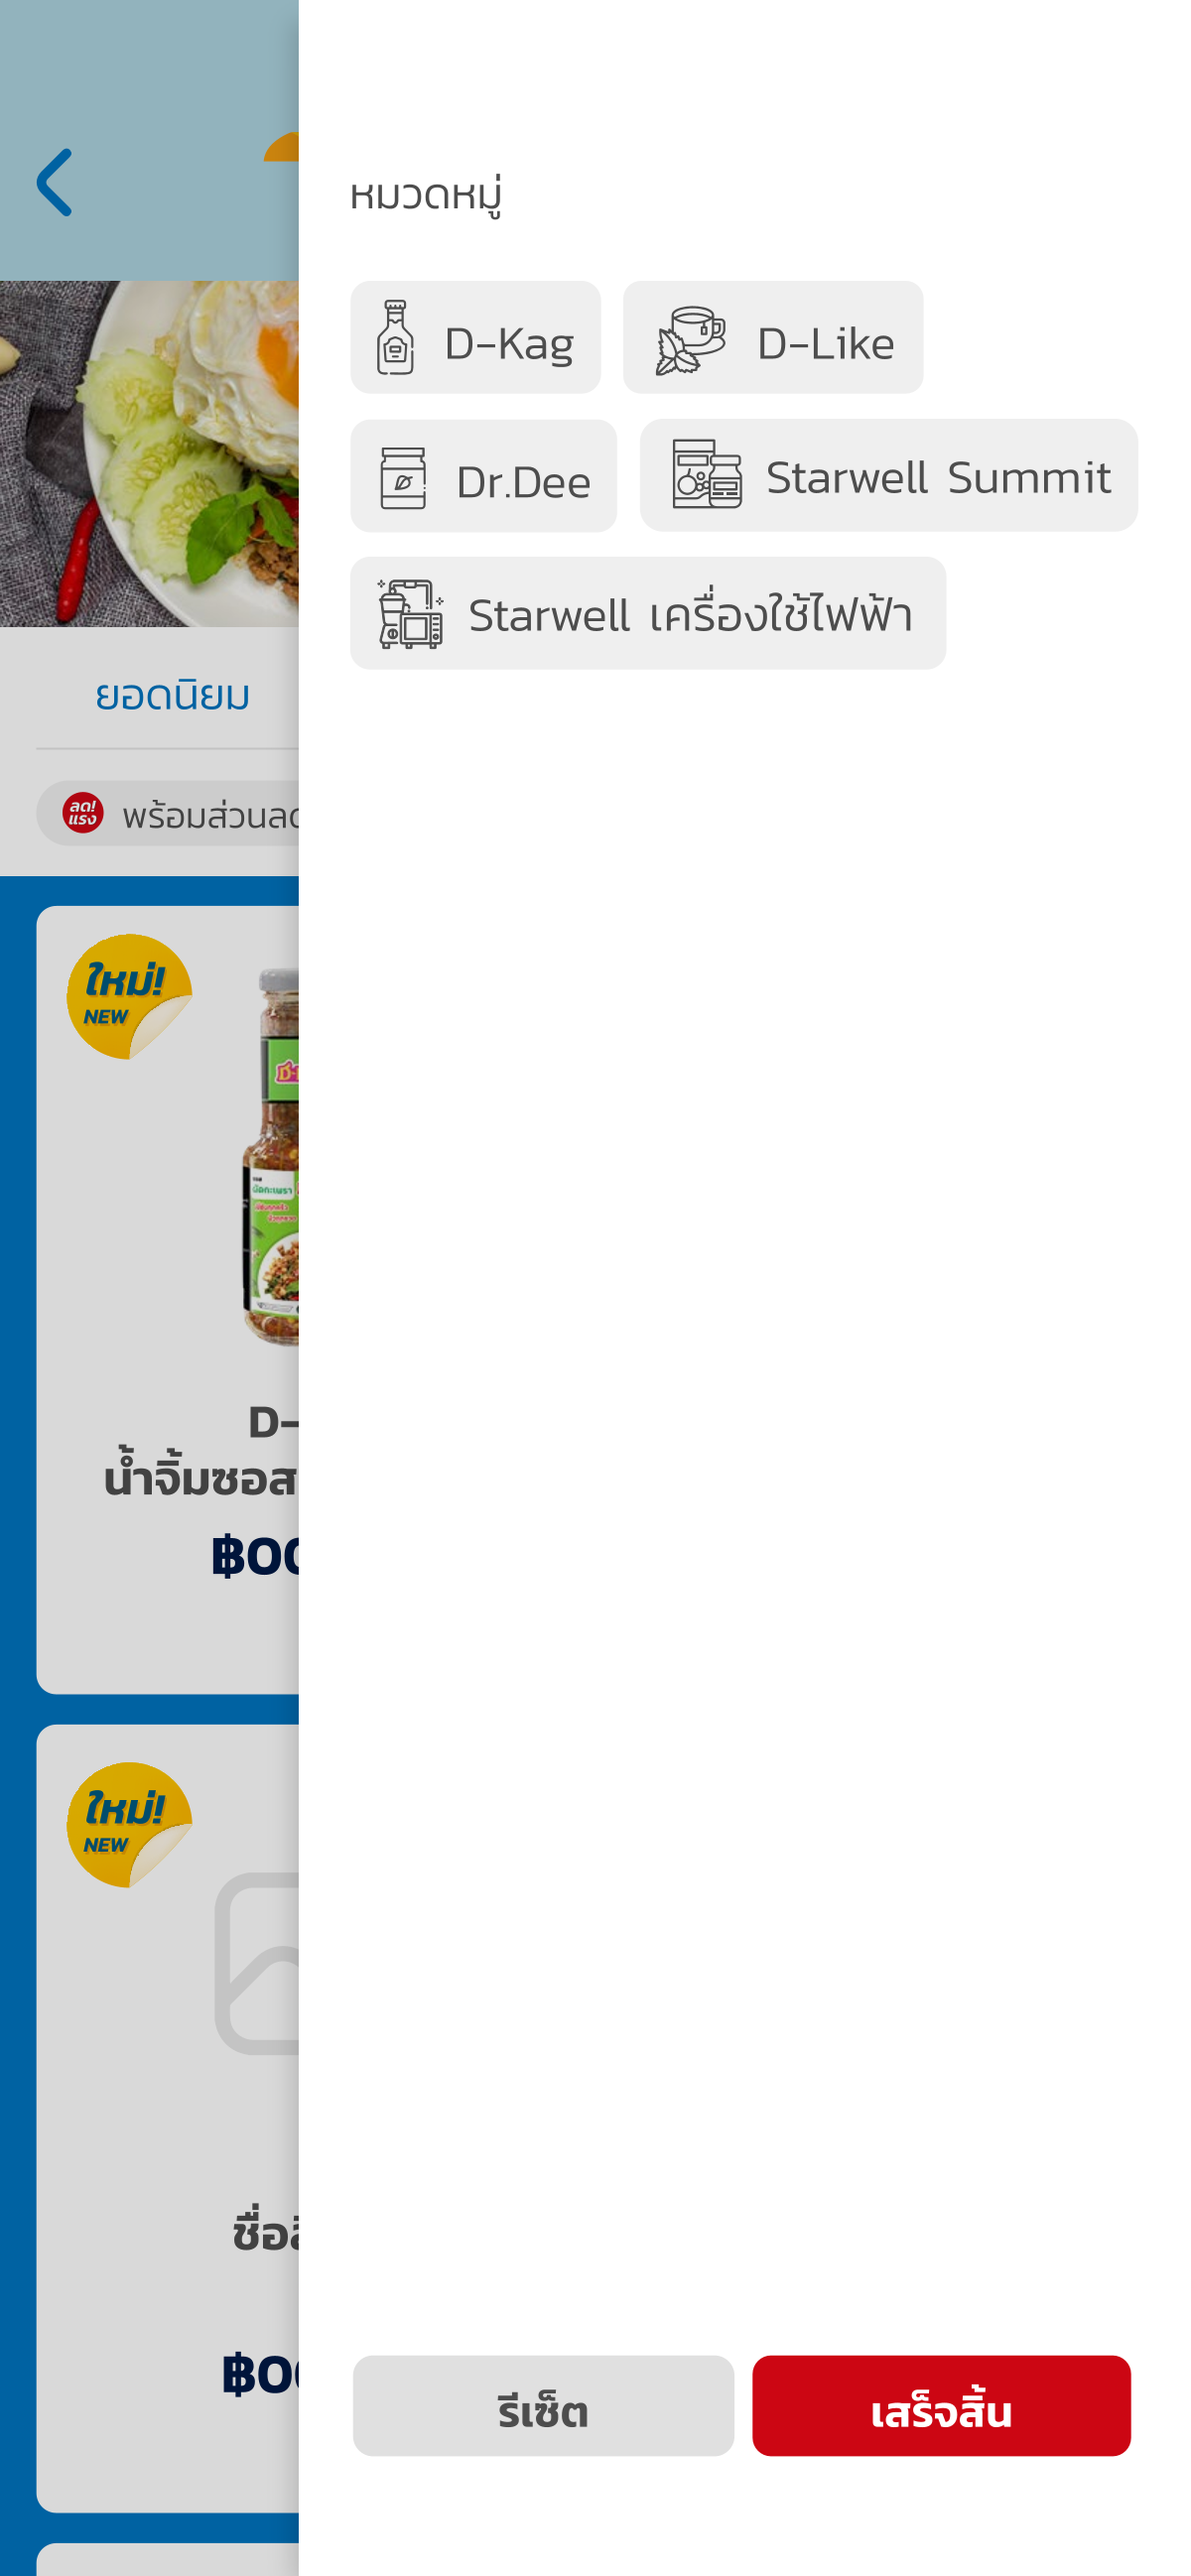 หมวดหมู่
D-Kag
D-Like
Dr.Dee
Starwell Summit
Starwell เครื่องใช้ไฟฟ้า
ยอดนิยม
ลด!
แรง
พร้อมส่วนลด
ใหม่!
NEW
D-
น้ำจิ้มซอส
฿00
ใหม่!
NEW
ชื่อ
฿00
รีเซ็ต
เสร็จสิ้น